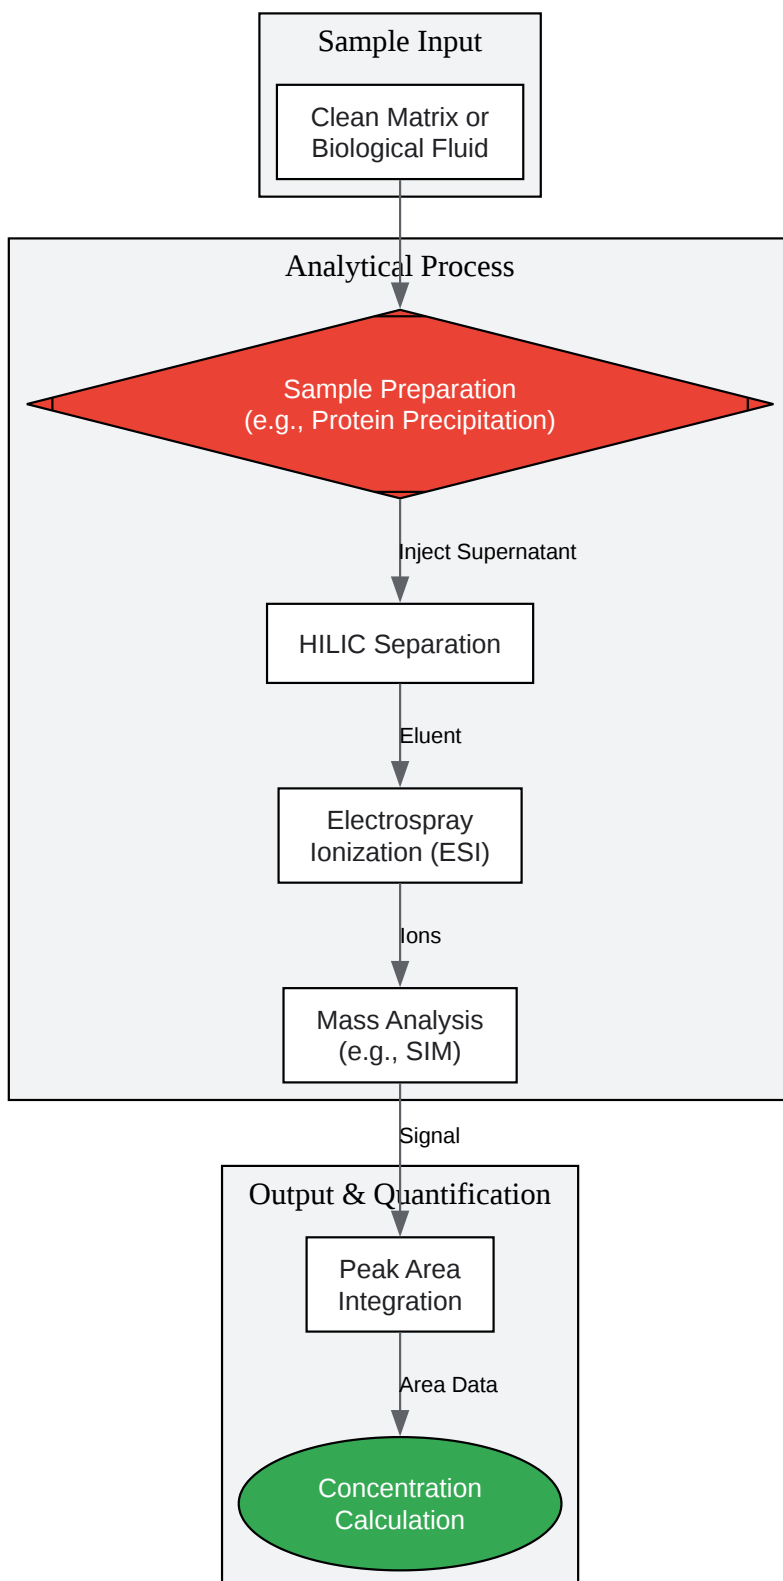 Sample Input
Clean Matrix or
Biological Fluid
Analytical Process
Sample Preparation
(e.g., Protein Precipitation)
Inject Supernatant
HILIC Separation
Eluent
Electrospray
Ionization (ESI)
Ions
Mass Analysis
(e.g., SIM)
Signal
Output & Quantification
Peak Area
Integration
Area Data
Concentration
Calculation